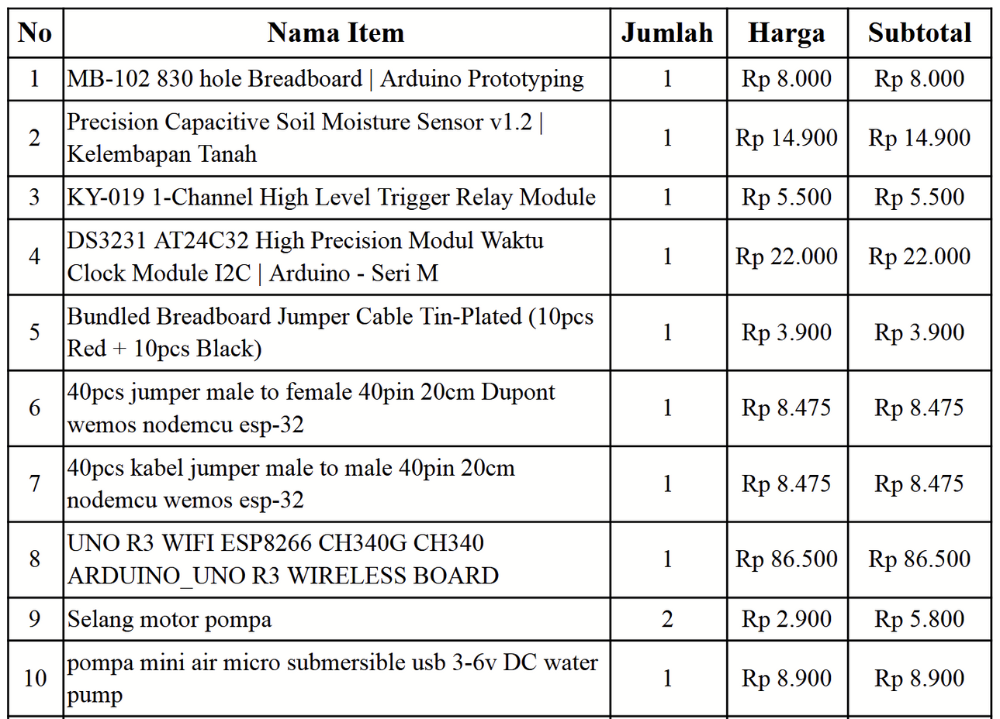 No Nama Item Jumlah Harga Subtotal
1 MB-102 830 hole Breadboard | Arduino Prototyping 1 Rp 8.000 Rp 8.000
2 Precision Capacitive Soil Moisture Sensor v1.2 |
Kelembapan Tanah 1 Rp 14.900 Rp 14.900
3 KY-019 1-Channel High Level Trigger Relay Module 1 Rp 5.500 Rp 5.500
4 DS3231 AT24C32 High Precision Modul Waktu
Clock Module I2C | Arduino - Seri M 1 Rp 22.000 Rp 22.000
5 Bundled Breadboard Jumper Cable Tin-Plated (10pcs
Red + 10pcs Black) 1 Rp 3.900 Rp 3.900
6 40pcs jumper male to female 40pin 20cm Dupont
wemos nodemcu esp-32 1 Rp 8.475 Rp 8.475
7 40pcs kabel jumper male to male 40pin 20cm
nodemcu wemos esp-32 1 Rp 8.475 Rp 8.475
8 UNO R3 WIFI ESP8266 CH340G CH340
ARDUINO_UNO R3 WIRELESS BOARD 1 Rp 86.500 Rp 86.500
9 Selang motor pompa 2 Rp 2.900 Rp 5.800
10 pompa mini air micro submersible usb 3-6v DC water
pump 1 Rp 8.900 Rp 8.900